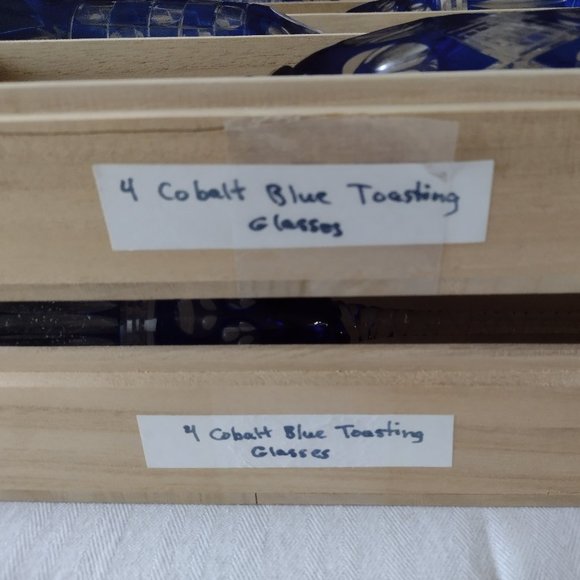 4 Cobalt Blue Toasting
Glasses
4 Cobalt Blue Toasting
Glasses